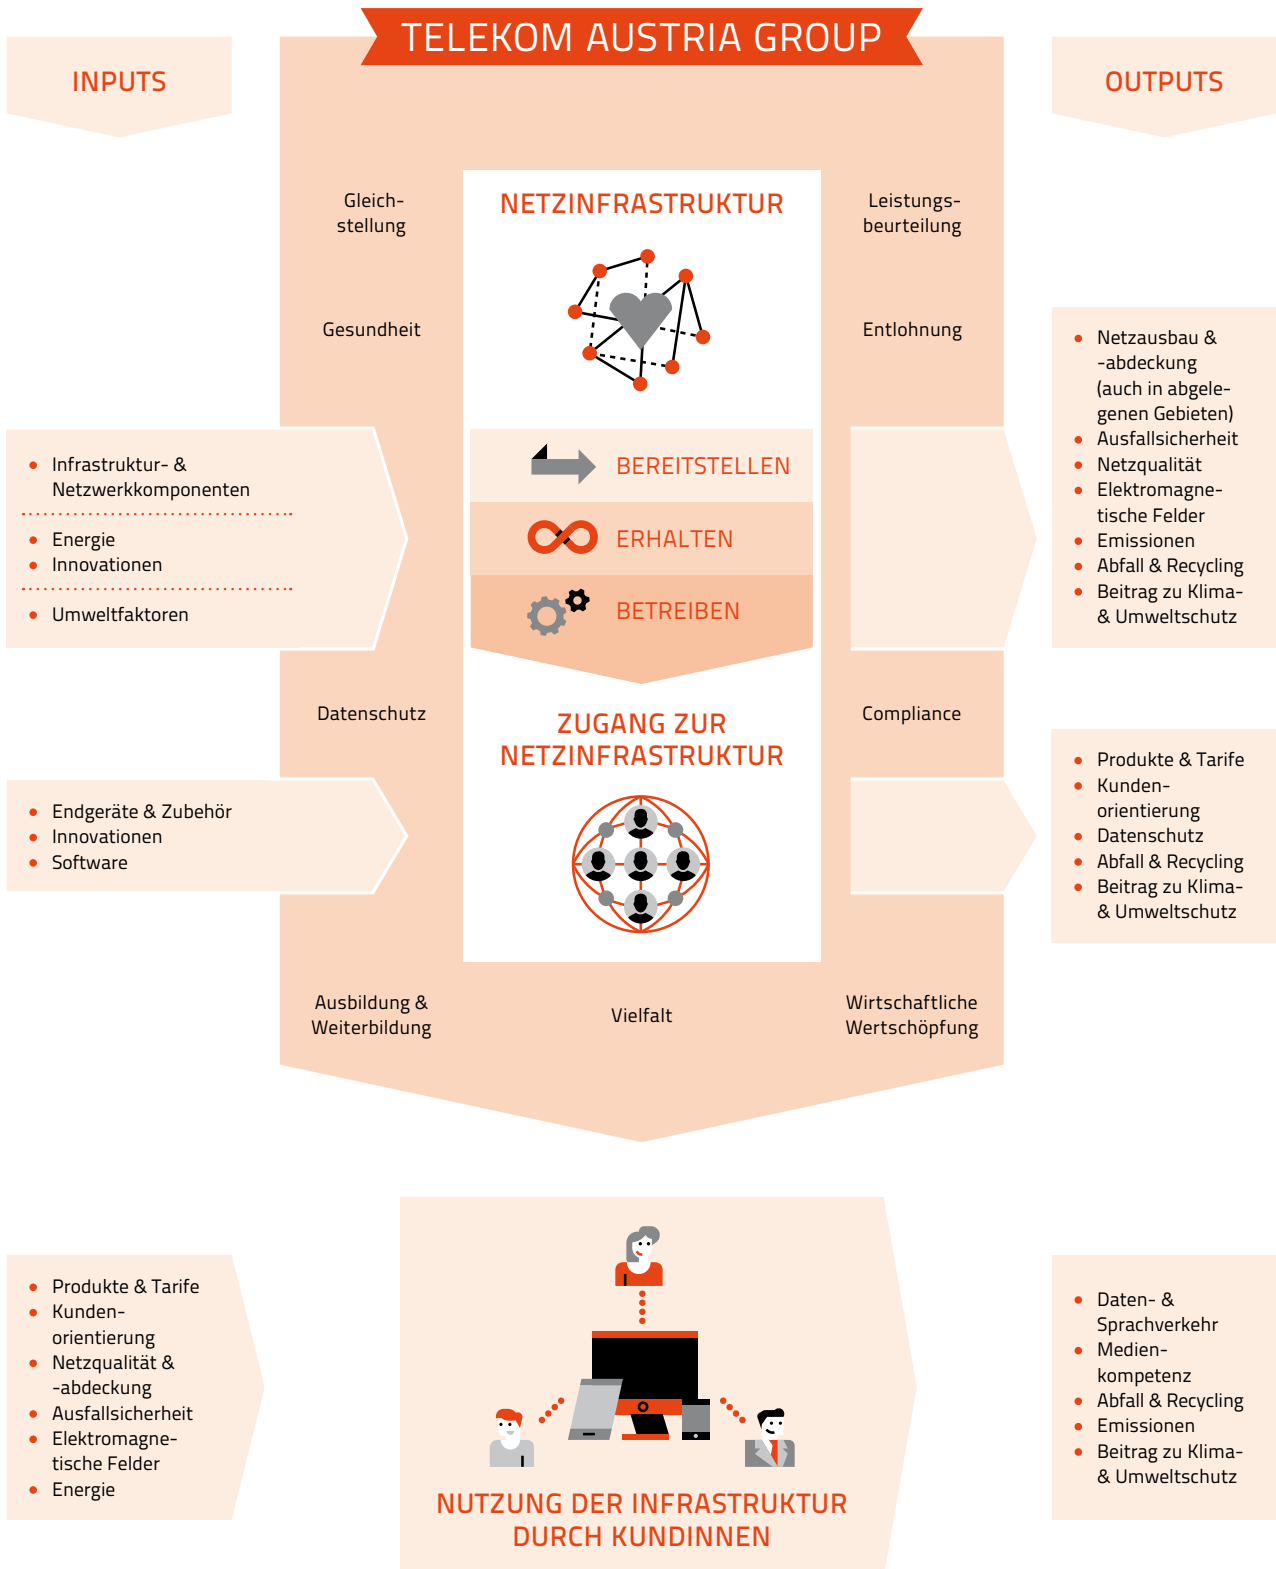 TELEKOM AUSTRIA GROUP
INPUTS
OUTPUTS
Gleich-
stellung
NETZINFRASTRUKTUR
Leistungs-
beurteilung
Gesundheit
Entlohnung
• Infrastruktur- &
Netzwerkkomponenten
• Energie
• Innovationen
• Umweltfaktoren
BEREITSTELLEN
ERHALTEN
BETREIBEN
• Netzausbau &
-abdeckung
(auch in abgele-
genen Gebieten)
• Ausfallsicherheit
• Netzqualität
• Elektromagne-
tische Felder
• Emissionen
• Abfall & Recycling
• Beitrag zu Klima-
& Umweltschutz
Datenschutz
ZUGANG ZUR
NETZINFRASTRUKTUR
Compliance
• Endgeräte & Zubehör
• Innovationen
• Software
• Produkte & Tarife
• Kunden-
orientierung
• Datenschutz
• Abfall & Recycling
• Beitrag zu Klima-
& Umweltschutz
Ausbildung &
Weiterbildung
Vielfalt
Wirtschaftliche
Wertschöpfung
• Produkte & Tarife
• Kunden-
orientierung
• Netzqualität &
-abdeckung
• Ausfallsicherheit
• Elektromagne-
tische Felder
• Energie
NUTZUNG DER INFRASTRUKTUR
DURCH KUNDINNEN
• Daten- &
Sprachverkehr
• Medien-
kompetenz
• Abfall & Recycling
• Emissionen
• Beitrag zu Klima-
& Umweltschutz